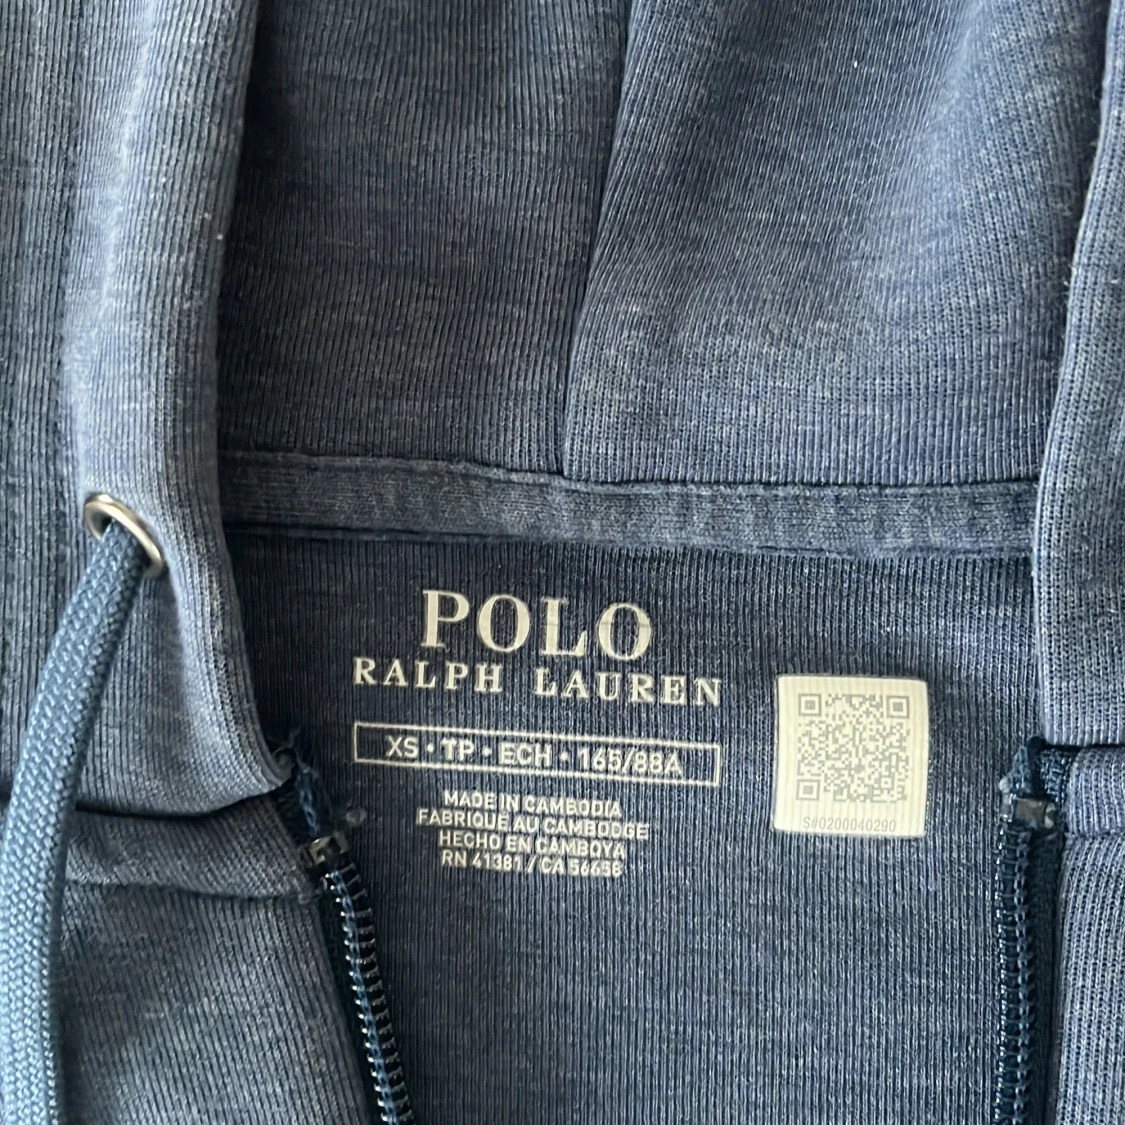 POLO
RALPH LAUREN
XS • TP • ECH • 165/88A
MADE IN CAMBODIA
FABRIQUE AU CAMBODGE
HECHO EN CAMBOYA
RN 41381 / CA 56658
S#0200040290